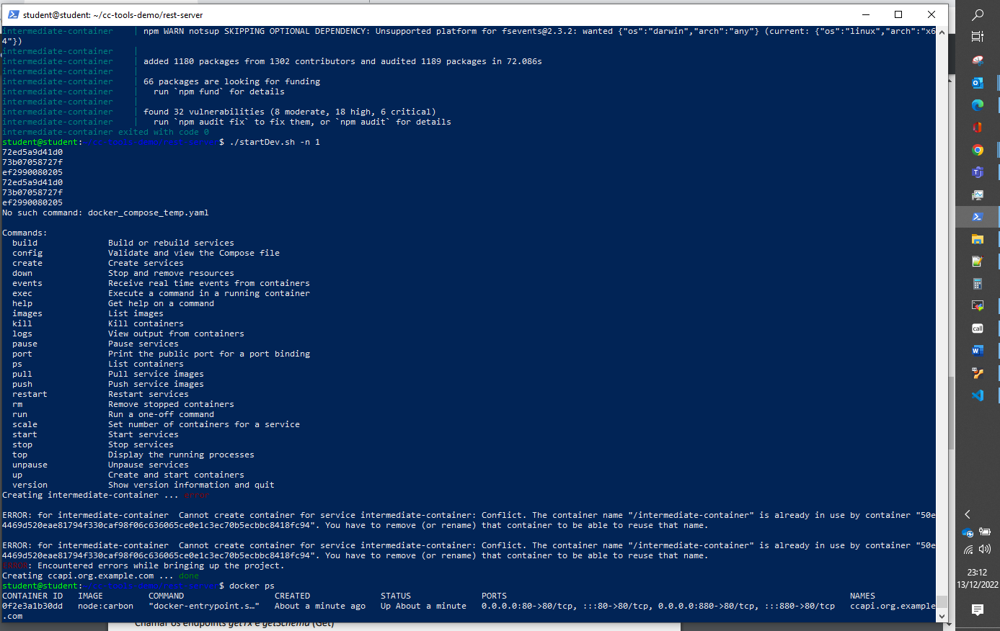 student@student: ~/cc-tools-demo/rest-server
intermediate-container    | npm WARN notsup SKIPPING OPTIONAL DEPENDENCY: Unsupported platform for fsevents@2.3.2: wanted {"os":"darwin","arch":"any"} (current: {"os":"linux","arch":"x6
4"})
intermediate-container    |
intermediate-container    | added 1180 packages from 1302 contributors and audited 1189 packages in 72.086s
intermediate-container    |
intermediate-container    | 66 packages are looking for funding
intermediate-container    |   run `npm fund` for details
intermediate-container    |
intermediate-container    | found 32 vulnerabilities (8 moderate, 18 high, 6 critical)
intermediate-container    |   run `npm audit fix` to fix them, or `npm audit` for details
intermediate-container exited with code 0
student@student:~/cc-tools-demo/rest-server$ ./startDev.sh -n 1
72ed5a9d41d0
73b07058727f
ef2990080205
72ed5a9d41d0
73b07058727f
ef2990080205
No such command: docker_compose_temp.yaml
Commands:
build              Build or rebuild services
config             Validate and view the Compose file
create             Create services
down               Stop and remove resources
events             Receive real time events from containers
exec               Execute a command in a running container
help               Get help on a command
images             List images
kill               Kill containers
logs               View output from containers
pause              Pause services
port               Print the public port for a port binding
ps                 List containers
pull               Pull service images
push               Push service images
restart            Restart services
rm                 Remove stopped containers
run                Run a one-off command
scale              Set number of containers for a service
start              Start services
stop               Stop services
top                Display the running processes
unpause            Unpause services
up                 Create and start containers
version            Show version information and quit
Creating intermediate-container ... error
ERROR: for intermediate-container  Cannot create container for service intermediate-container: Conflict. The container name "/intermediate-container" is already in use by container "50e
4469d520eae81794f330caf98f06c636065ce0e1c3ec70b5ecbbc8418fc94". You have to remove (or rename) that container to be able to reuse that name.
ERROR: for intermediate-container  Cannot create container for service intermediate-container: Conflict. The container name "/intermediate-container" is already in use by container "50e
4469d520eae81794f330caf98f06c636065ce0e1c3ec70b5ecbbc8418fc94". You have to remove (or rename) that container to be able to reuse that name.
ERROR: Encountered errors while bringing up the project.
Creating ccapi.org.example.com ... done
student@student:~/cc-tools-demo/rest-server$ docker ps
CONTAINER ID   IMAGE         COMMAND                  CREATED              STATUS              PORTS                                                                    NAMES
0f2e3a1b30dd   node:carbon   "docker-entrypoint.s…"   About a minute ago   Up About a minute   0.0.0.0:80->80/tcp, :::80->80/tcp, 0.0.0.0:880->80/tcp, :::880->80/tcp   ccapi.org.example
.com
Chamar os endpoints getTx e getSchema (Get)
call
23:12
13/12/2022